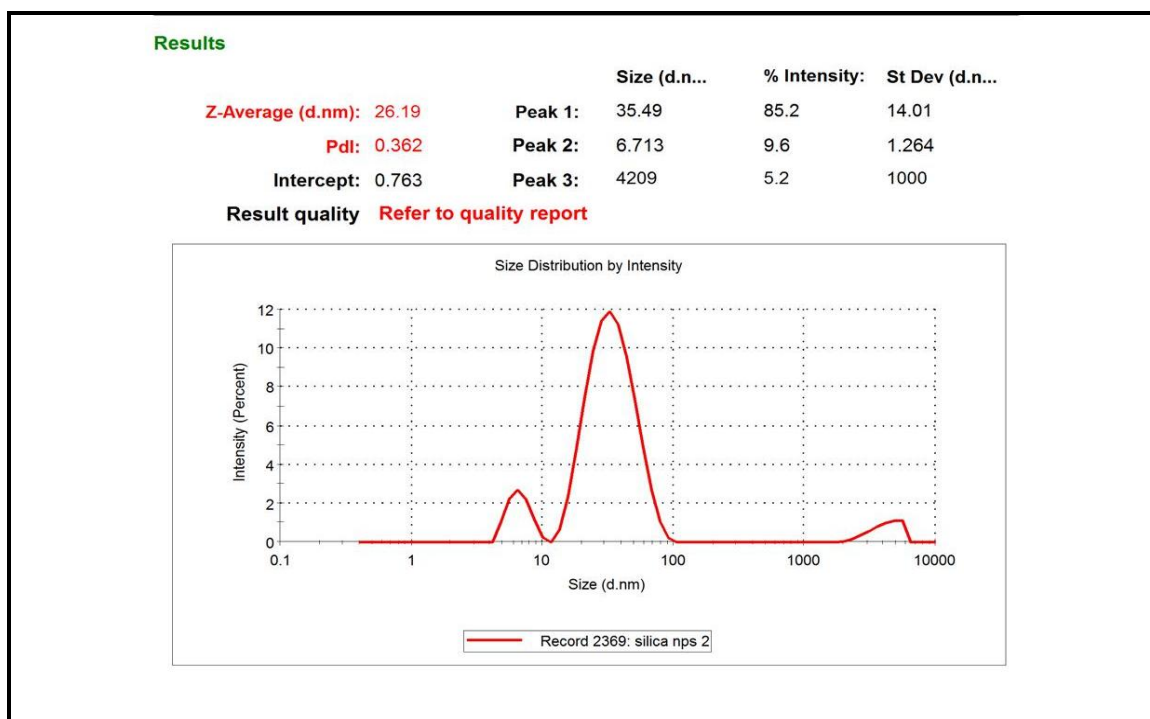 Results
Size (d.n... % Intensity: St Dev (d.n...
Z-Average (d.nm): 26.19 Peak 1: 35.49 85.2 14.01
PdI: 0.362 Peak 2: 6.713 9.6 1.264
Intercept: 0.763 Peak 3: 4209 5.2 1000
Result quality Refer to quality report
Size Distribution by Intensity
Intensity (Percent)
12
10
8
6
4
2
0
0.1 1 10 100 1000 10000
Size (d.nm)
Record 2369: silica nps 2